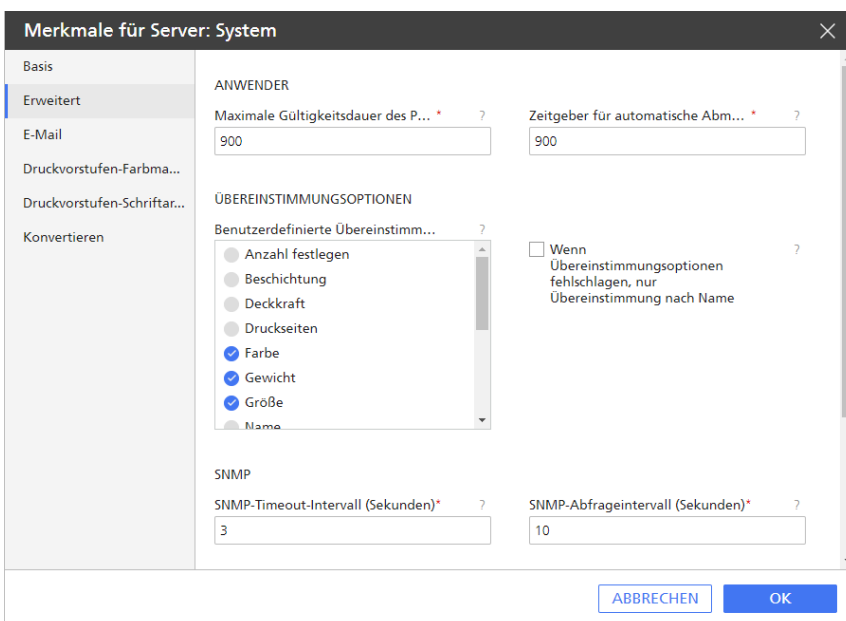 Merkmale für Server: System
Basis
Erweitert
E-Mail
Druckvorstufen-Farbma...
Druckvorstufen-Schriftar...
Konvertieren
ANWENDER
Maximale Gültigkeitsdauer des P... * ?
900
Zeitgeber für automatische Abm... * ?
900
ÜBEREINSTIMMUNGSOPTIONEN
Benutzerdefinierte Übereinstimm... ?
Anzahl festlegen
Beschichtung
Deckkraft
Druckseiten
Farbe
Gewicht
Größe
Name
Wenn ?
Übereinstimmungsoptionen
fehlschlagen, nur
Übereinstimmung nach Name
SNMP
SNMP-Timeout-Intervall (Sekunden)* ?
3
SNMP-Abfrageintervall (Sekunden)* ?
10
ABBRECHEN
OK